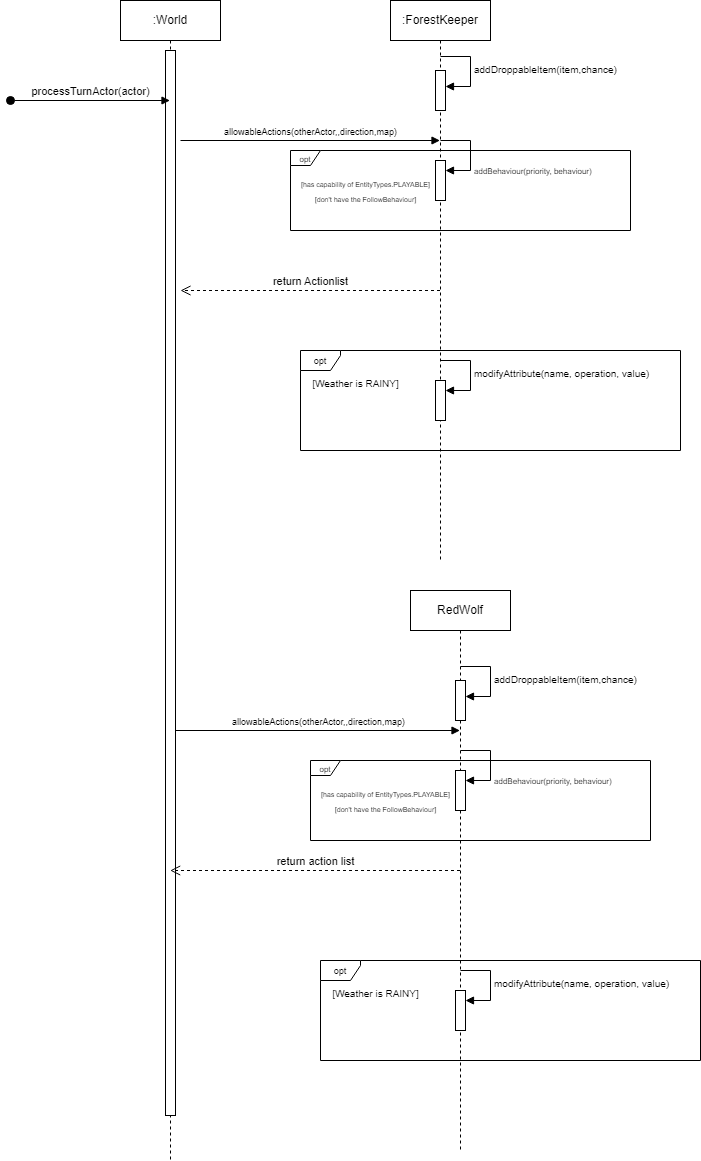 :World
:ForestKeeper
addDroppableItem(item,chance)
processTurnActor(actor)
allowableActions(otherActor,,direction,map)
opt
addBehaviour(priority, behaviour)
[has capability of EntityTypes.PLAYABLE]
[don't have the FollowBehaviour]
return Actionlist
opt
modifyAttribute(name, operation, value)
[Weather is RAINY]
RedWolf
addDroppableItem(item,chance)
allowableActions(otherActor,,direction,map)
opt
addBehaviour(priority, behaviour)
[has capability of EntityTypes.PLAYABLE]
[don't have the FollowBehaviour]
return action list
opt
modifyAttribute(name, operation, value)
[Weather is RAINY]